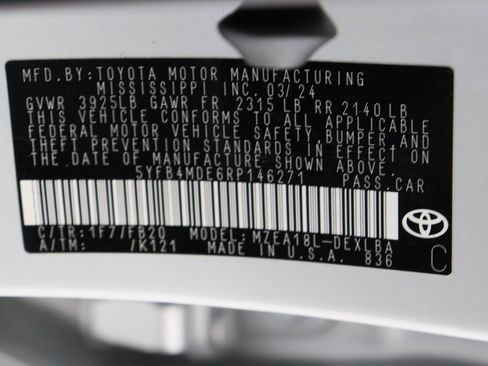 MFD.BY:TOYOTA MOTOR MANUFACTURING
MISSISSIPPI INC. 03/24
GVWR 3925LB GAWR FR 2315 LB RR 2140 LB
THIS VEHICLE CONFORMS TO ALL APPLICABLE
FEDERAL MOTOR VEHICLE SAFETY, BUMPER, AND
THEFT PREVENTION STANDARDS IN EFFECT ON
THE DATE OF MANUFACTURE SHOWN ABOVE.
5YFB4MDE6RP146271 PASS.CAR
C/TR:1F7/FB20 MODEL: MZEA18L-DEXLBA
A/TM: /K121 MADE IN U.S.A. 836
C